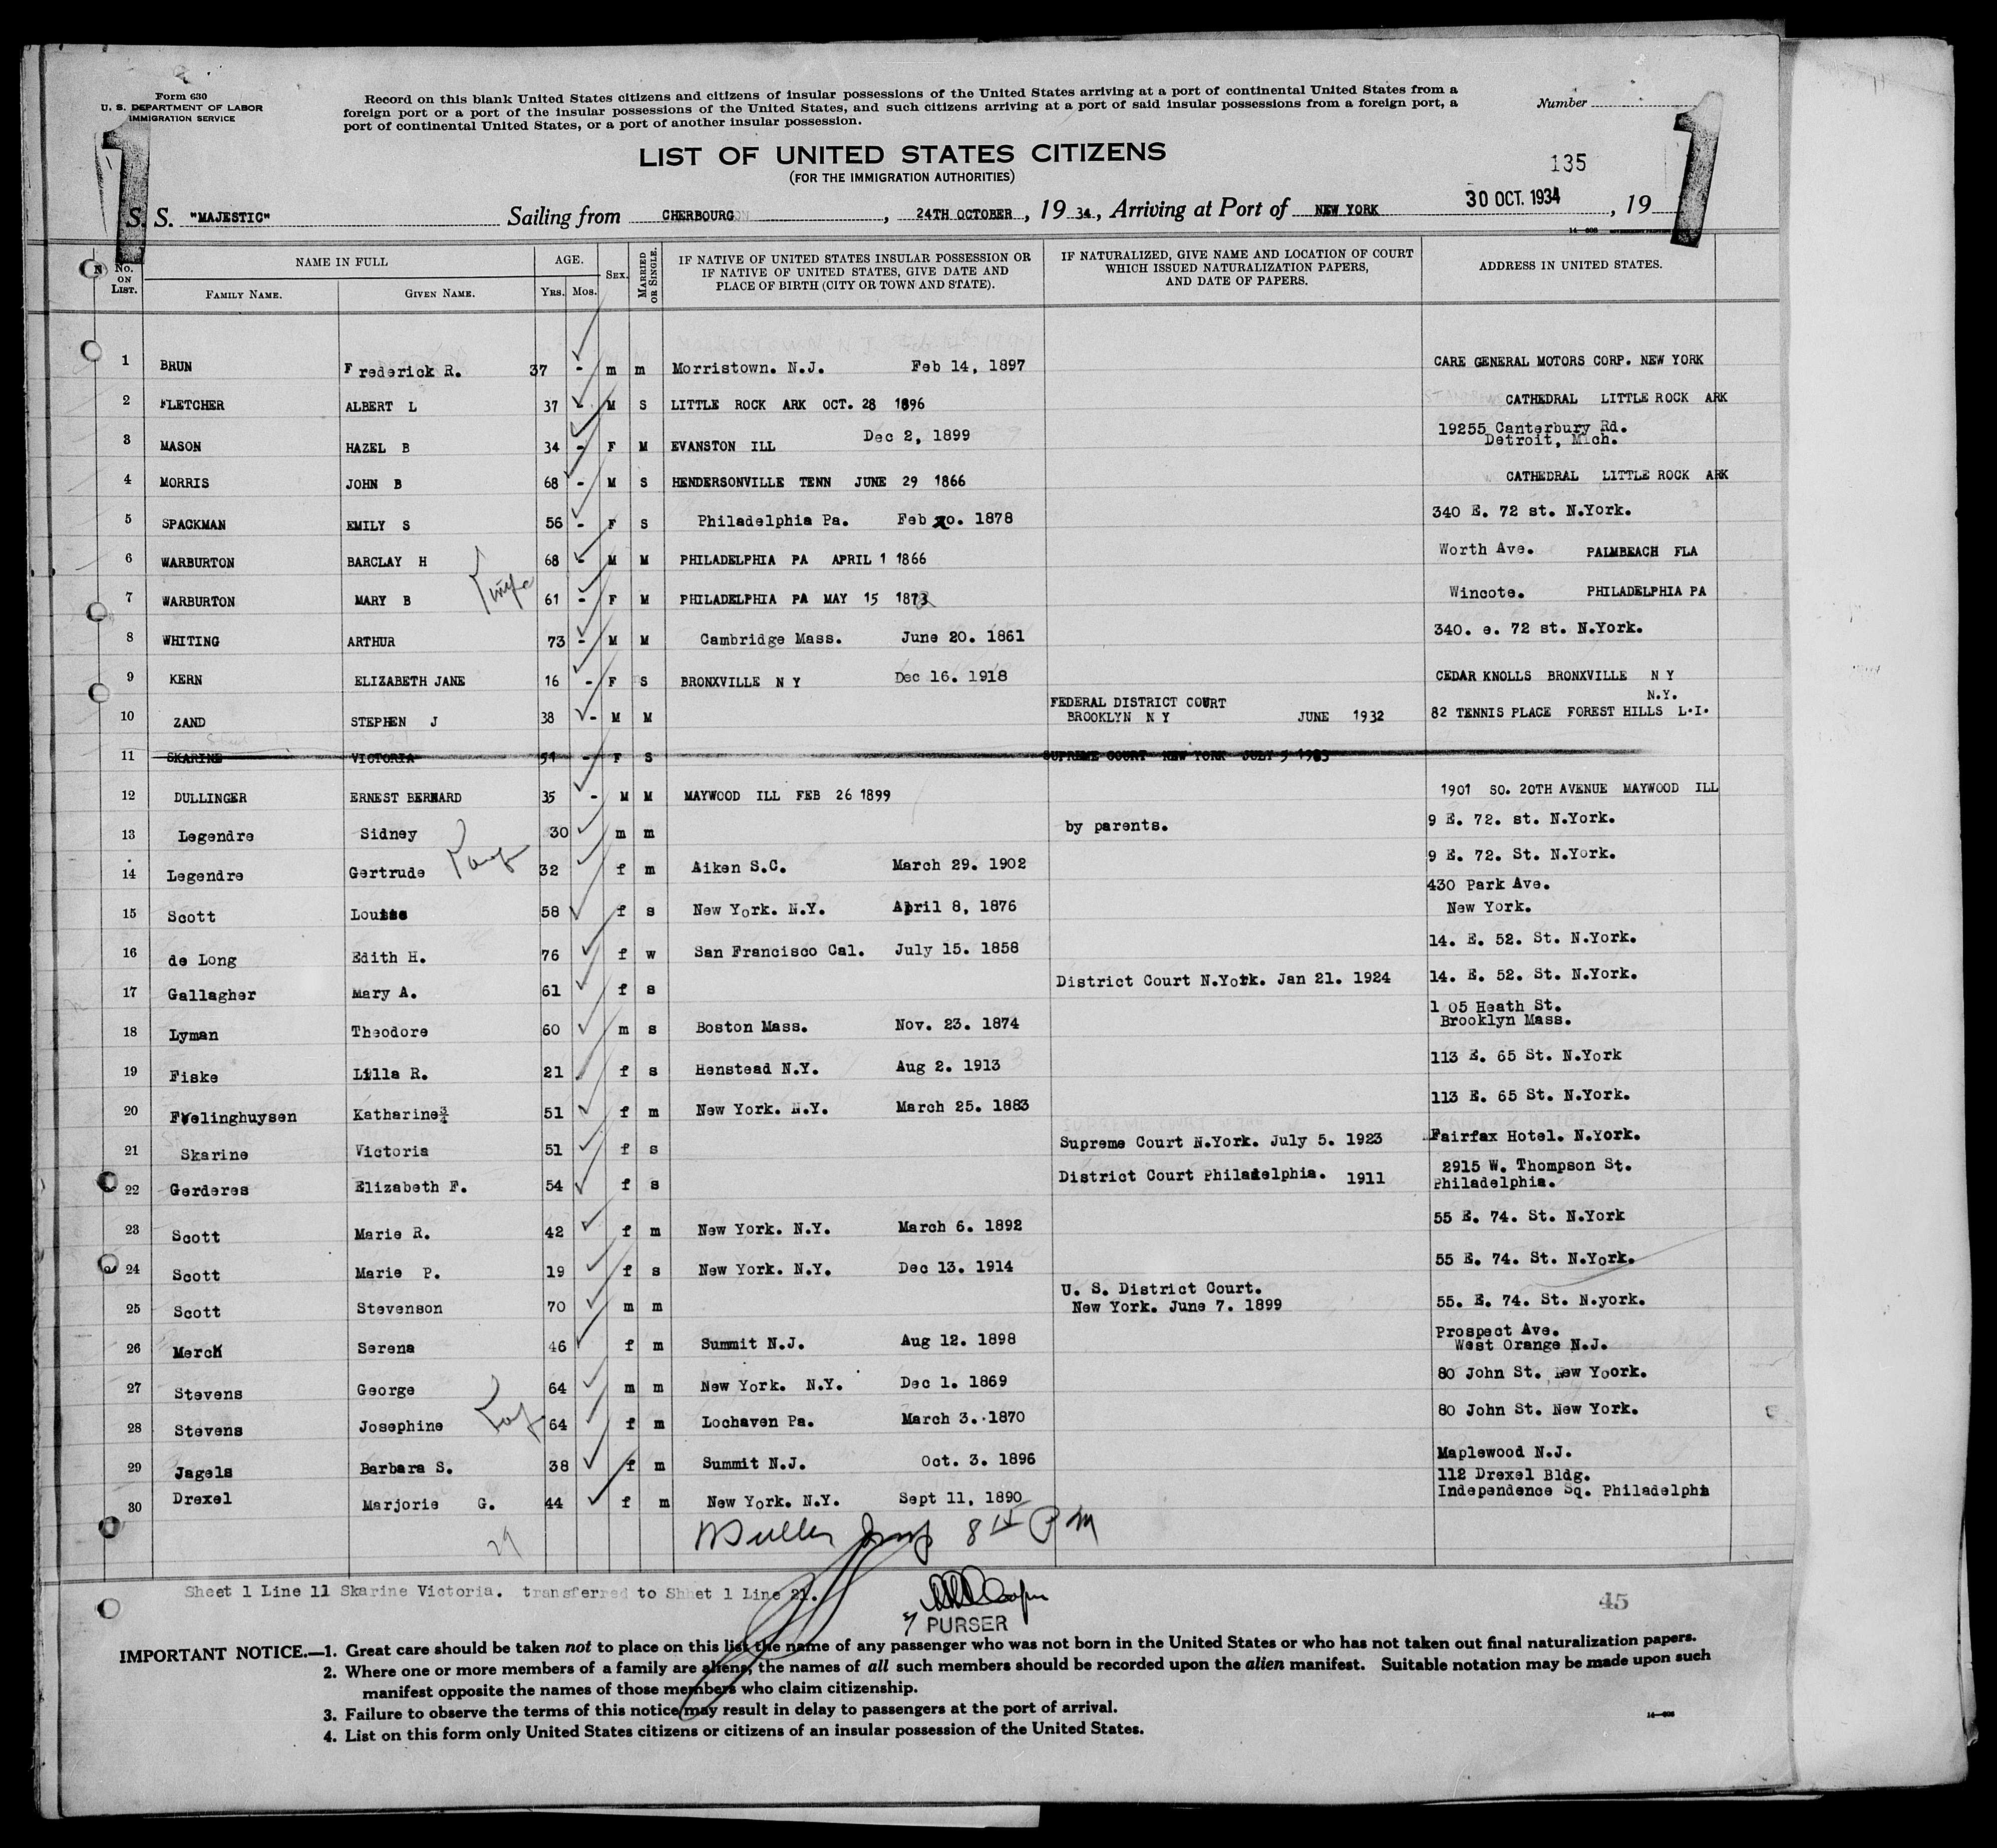 Form 630
U. S. DEPARTMENT OF LABOR
IMMIGRATION SERVICE
Record on this blank United States citizens and citizens of insular possessions of the United States arriving at a port of continental United States from a
foreign port or a port of the insular possessions of the United States, and such citizens arriving at a port of said insular possessions from a foreign port, a
port of continental United States, or a port of another insular possession.
Number
1
1
LIST OF UNITED STATES CITIZENS
(FOR THE IMMIGRATION AUTHORITIES)
135
S. S. "MAJESTIC" Sailing from CHERBOURG, 24TH OCTOBER, 19 34, Arriving at Port of NEW YORK 30 OCT. 1934, 19
No. ON LIST.
NAME IN FULL
FAMILY NAME. GIVEN NAME.
AGE.
YRS. MOS.
SEX.
MARRIED OR SINGLE.
IF NATIVE OF UNITED STATES INSULAR POSSESSION OR
IF NATIVE OF UNITED STATES, GIVE DATE AND
PLACE OF BIRTH (CITY OR TOWN AND STATE).
IF NATURALIZED, GIVE NAME AND LOCATION OF COURT
WHICH ISSUED NATURALIZATION PAPERS,
AND DATE OF PAPERS.
ADDRESS IN UNITED STATES.
1 BRUN Frederick R. 37 - m m Morristown. N.J. Feb 14, 1897 CARE GENERAL MOTORS CORP. NEW YORK
2 FLETCHER ALBERT L 37 - M S LITTLE ROCK ARK OCT. 28 1896 CATHEDRAL LITTLE ROCK ARK
3 MASON HAZEL B 34 - F M EVANSTON ILL Dec 2, 1899 19255 Canterbury Rd.
Detroit, Mich.
4 MORRIS JOHN B 68 - M S HENDERSONVILLE TENN JUNE 29 1866 CATHEDRAL LITTLE ROCK ARK
5 SPACKMAN EMILY S 56 - F S Philadelphia Pa. Feb 20. 1878 340 E. 72 st. N.York.
6 WARBURTON BARCLAY H 68 - M M PHILADELPHIA PA APRIL 1 1866 Worth Ave. PALMBEACH FLA
wife
7 WARBURTON MARY B 61 - F M PHILADELPHIA PA MAY 15 1873 Wincote. PHILADELPHIA PA
8 WHITING ARTHUR 73 - M M Cambridge Mass. June 20. 1861 340. e. 72 st. N.York.
9 KERN ELIZABETH JANE 16 - F S BRONXVILLE N Y Dec 16. 1918 CEDAR KNOLLS BRONXVILLE N Y
10 ZAND STEPHEN J 38 - M M FEDERAL DISTRICT COURT
BROOKLYN N Y JUNE 1932 82 TENNIS PLACE FOREST HILLS L.I. N.Y.
11 SKARINE VICTORIA 51 - F S SUPREME COURT NEW YORK JULY 5 1923
12 DULLINGER ERNEST BERNARD 35 - M M MAYWOOD ILL FEB 26 1899 1901 SO. 20TH AVENUE MAYWOOD ILL
13 Legendre Sidney 30 m m by parents. 9 E. 72. st. N.York.
14 Legendre Gertrude 32 f m Aiken S.C. March 29. 1902 9 E. 72. St. N.York.
15 Scott Louise 58 f s New York. N.Y. April 8, 1876 430 Park Ave.
New York.
16 de Long Edith H. 76 f w San Francisco Cal. July 15. 1858 14. E. 52. St. N.York.
17 Gallagher Mary A. 61 f s District Court N.York. Jan 21. 1924 14. E. 52. St. N.York.
18 Lyman Theodore 60 m s Boston Mass. Nov. 23. 1874 1 05 Heath St.
Brooklyn Mass.
19 Fiske Lilla R. 21 f s Henstead N.Y. Aug 2. 1913 113 E. 65 St. N.York
20 Frelinghuysen Katharine 51 f m New York. N.Y. March 25. 1883 113 E. 65 St. N.York.
21 Skarine Victoria 51 f s Supreme Court N.York. July 5. 1923 Fairfax Hotel. N.York.
22 Gerderes Elizabeth F. 54 f s District Court Philadelphia. 1911 2915 W. Thompson St.
Philadelphia.
23 Scott Marie R. 42 f m New York. N.Y. March 6. 1892 55 E. 74. St. N.York
24 Scott Marie P. 19 f s New York. N.Y. Dec 13. 1914 55 E. 74. St. N.York.
25 Scott Stevenson 70 m m U. S. District Court.
New York. June 7. 1899 55. E. 74. St. N.york.
26 Merck Serena 46 f m Summit N.J. Aug 12. 1898 Prospect Ave.
West Orange N.J.
27 Stevens George 64 m m New York. N.Y. Dec 1. 1869 80 John St. New Yoork.
28 Stevens Josephine 64 f m Lochaven Pa. March 3. 1870 80 John St. New York.
29 Jagels Barbara S. 38 f m Summit N.J. Oct. 3. 1896 Maplewood N.J.
30 Drexel Marjorie G. 44 f m New York. N.Y. Sept 11, 1890 112 Drexel Bldg.
Independence Sq. Philadelphia
29
Sheet 1 Line 11 Skarine Victoria. transferred to Shhet 1 Line 21.
PURSER
45
IMPORTANT NOTICE.—1. Great care should be taken not to place on this list the name of any passenger who was not born in the United States or who has not taken out final naturalization papers.
2. Where one or more members of a family are aliens, the names of all such members should be recorded upon the alien manifest. Suitable notation may be made upon such
manifest opposite the names of those members who claim citizenship.
3. Failure to observe the terms of this notice may result in delay to passengers at the port of arrival.
4. List on this form only United States citizens or citizens of an insular possession of the United States.